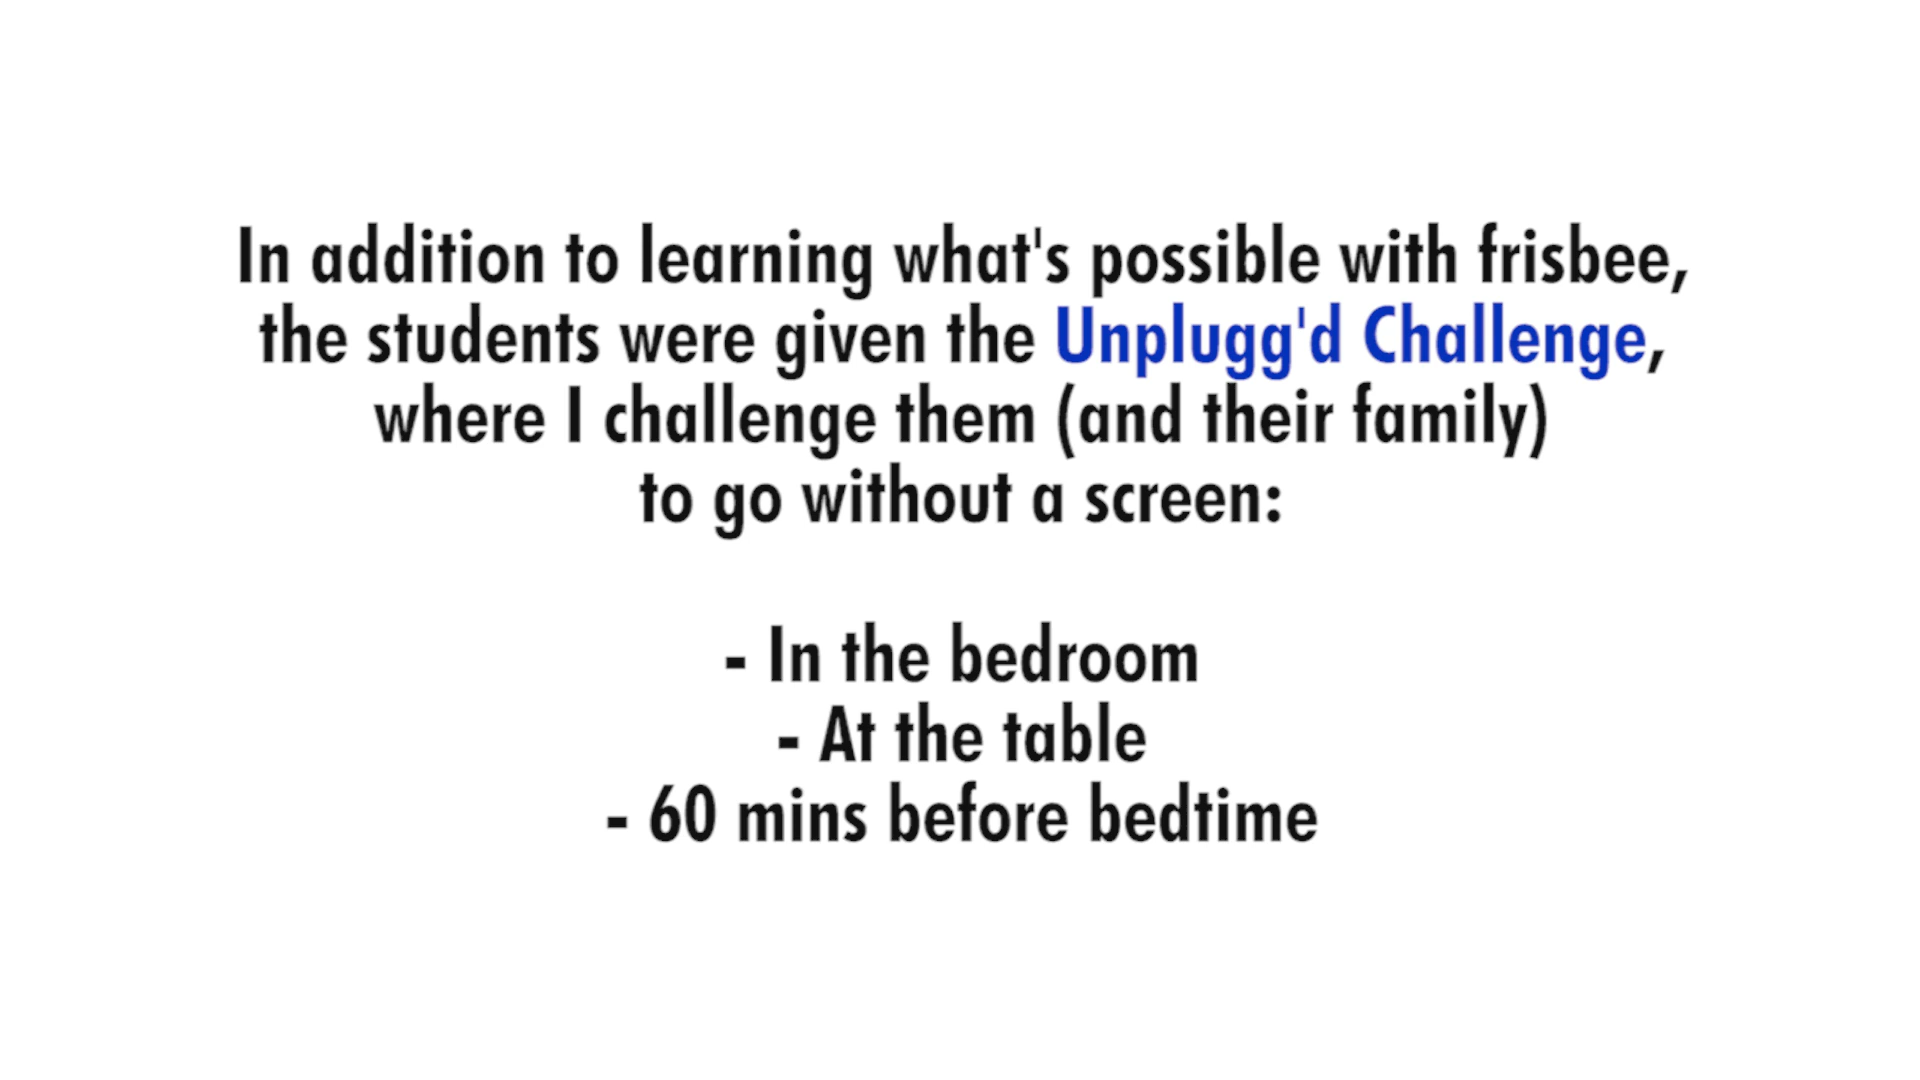 In addition to learning what's possible with frisbee,
the students were given the Unplugg'd Challenge,
where I challenge them (and their family)
to go without a screen:
- In the bedroom
- At the table
- 60 mins before bedtime